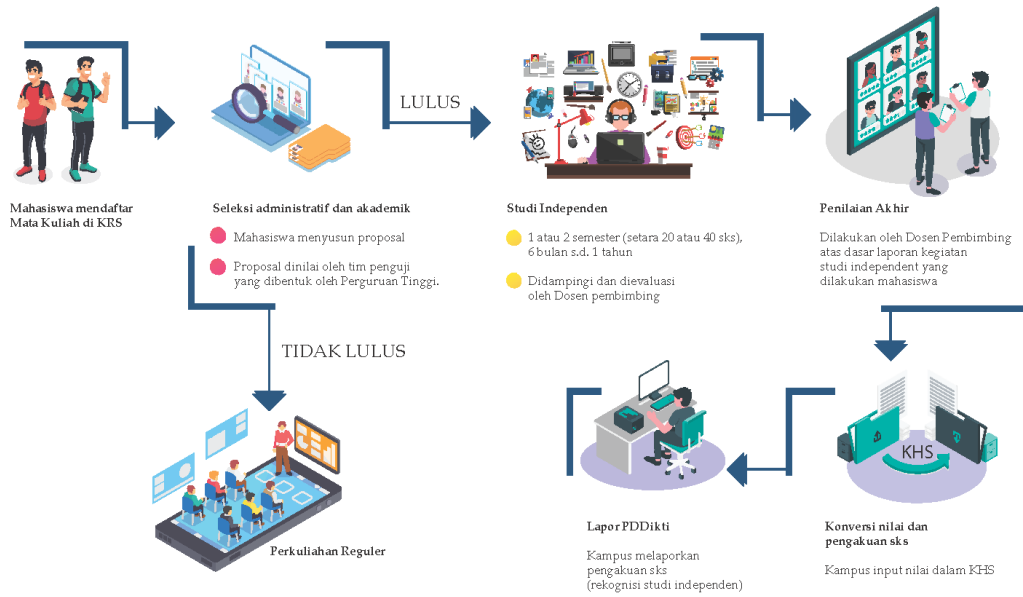 LULUS
Mahasiswa mendaftar
Mata Kuliah di KRS
Seleksi administratif dan akademik
Mahasiswa menyusun proposal
Proposal dinilai oleh tim penguji
yang dibentuk oleh Perguruan Tinggi.
Studi Independen
1 atau 2 semester (setara 20 atau 40 sks),
6 bulan s.d. 1 tahun
Didampingi dan dievaluasi
oleh Dosen pembimbing
Penilaian Akhir
Dilakukan oleh Dosen Pembimbing
atas dasar laporan kegiatan
studi independent yang
dilakukan mahasiswa
TIDAK LULUS
Perkuliahan Reguler
KHS
Lapor PDDikti
Kampus melaporkan
pengakuan sks
(rekognisi studi independen)
Konversi nilai dan
pengakuan sks
Kampus input nilai dalam KHS